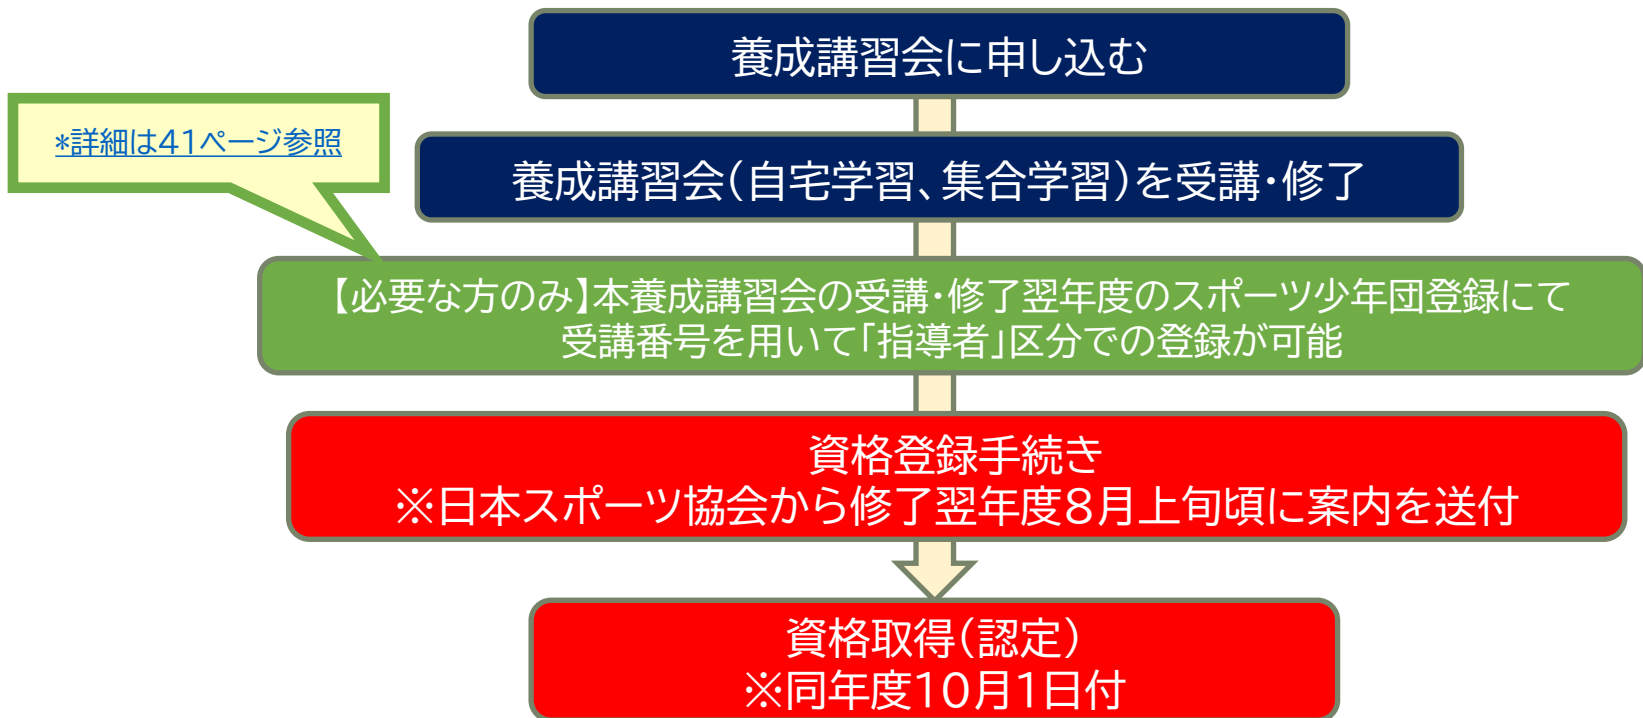 養成講習会に申し込む
*詳細は41ページ参照
養成講習会(自宅学習、集合学習)を受講・修了
【必要な方のみ】本養成講習会の受講・修了翌年度のスポーツ少年団登録にて
受講番号を用いて「指導者」区分での登録が可能
資格登録手続き
※日本スポーツ協会から修了翌年度8月上旬頃に案内を送付
資格取得(認定)
※同年度10月1日付